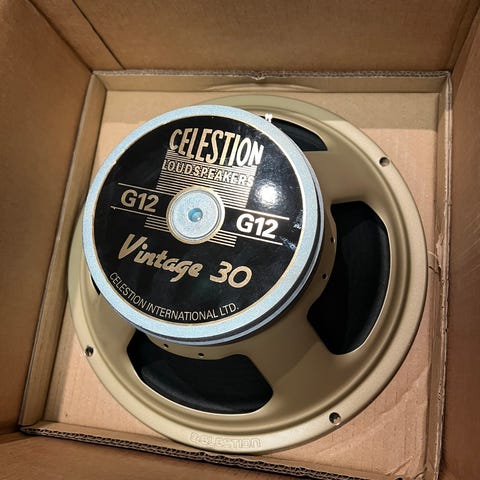 CELESTION
LOUDSPEAKERS
G12
G12
Vintage 30
CELESTION INTERNATIONAL LTD.
CELESTION